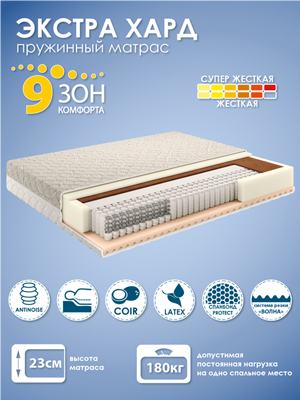 ЭКСТРА ХАРД
пружинный матрас
9 ЗОН
КОМФОРТА
СУПЕР ЖЕСТКАЯ
ЖЕСТКАЯ
ANTINOISE
COIR
LATEX
СПАНБОНД
PROTECT
система резки
«ВОЛНА»
23см
высота
матраса
180кг
допустимая
постоянная нагрузка
на одно спальное место